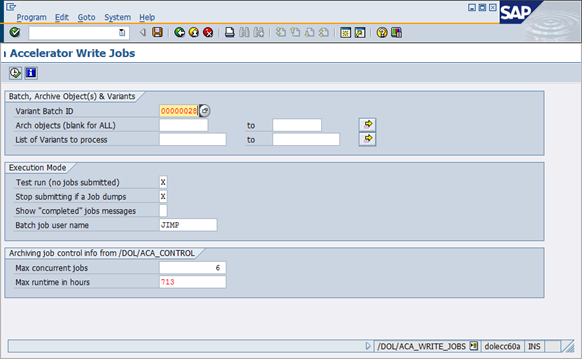 Program Edit Goto System Help
SAP
Accelerator Write Jobs
Batch, Archive Object(s) & Variants
Variant Batch ID 00000028
Arch objects (blank for ALL) to
List of Variants to process to
Execution Mode
Test run (no jobs submitted) X
Stop submitting if a Job dumps X
Show "completed" jobs messages
Batch job user name JIMP
Archiving job control info from /DOL/ACA_CONTROL
Max concurrent jobs 6
Max runtime in hours 713
/DOL/ACA_WRITE_JOBS dolecc60a INS